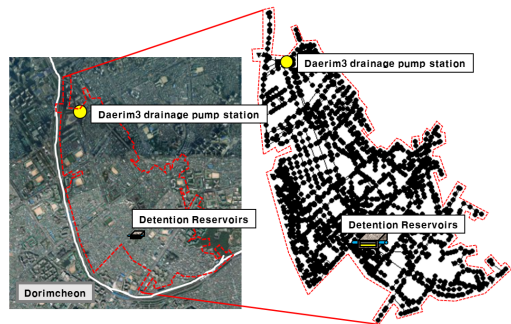 Daerim3 drainage pump station
Daerim3 drainage pump station
Detention Reservoirs
Detention Reservoirs
Dorimcheon